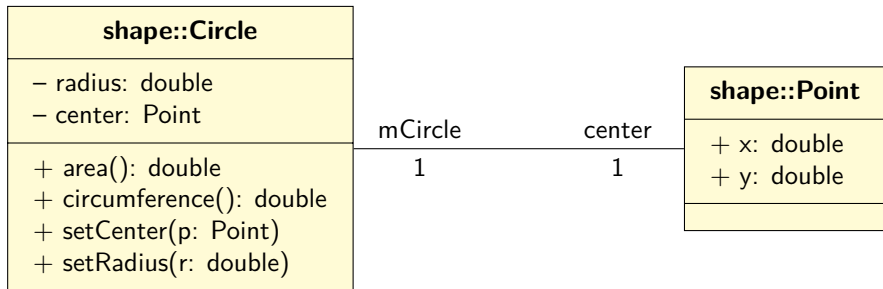 shape::Circle
– radius: double
– center: Point
+ area(): double
+ circumference(): double
+ setCenter(p: Point)
+ setRadius(r: double)
mCircle
1
center
1
shape::Point
+ x: double
+ y: double